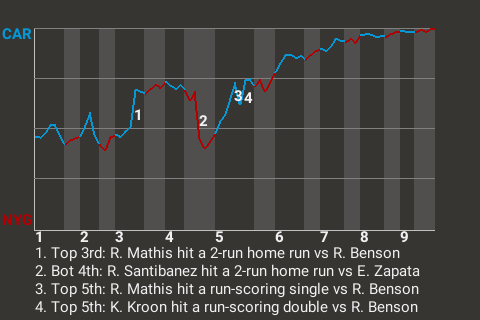 CAR
1
2
3 4
NYG
1 2 3 4 5 6 7 8 9
1. Top 3rd: R. Mathis hit a 2-run home run vs R. Benson
2. Bot 4th: R. Santibanez hit a 2-run home run vs E. Zapata
3. Top 5th: R. Mathis hit a run-scoring single vs R. Benson
4. Top 5th: K. Kroon hit a run-scoring double vs R. Benson